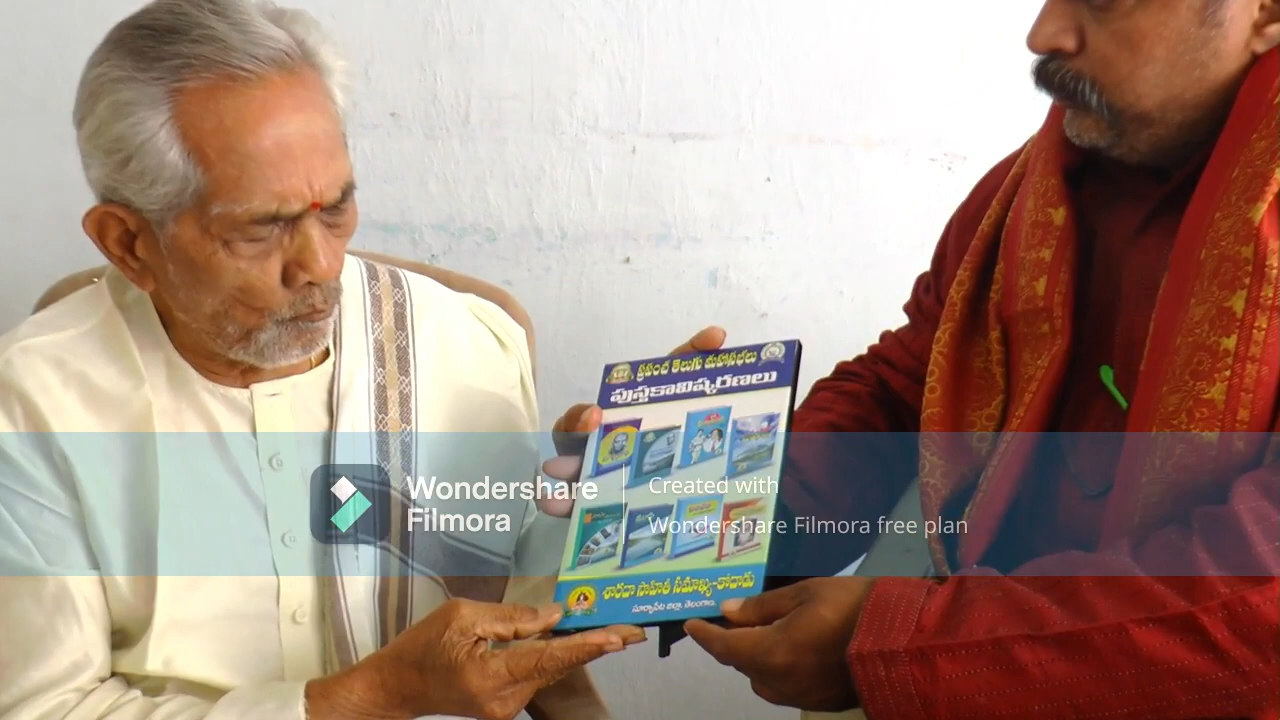 ప్రపంచ తెలుగు మహాసభలు
పుస్తకావిష్కరణలు
Wondershare
Filmora
Created with
Wondershare Filmora free plan
శారదా సాహితీ సమాఖ్య-చోదాడు
సూర్యాపేట జిల్లా, తెలంగాణ.